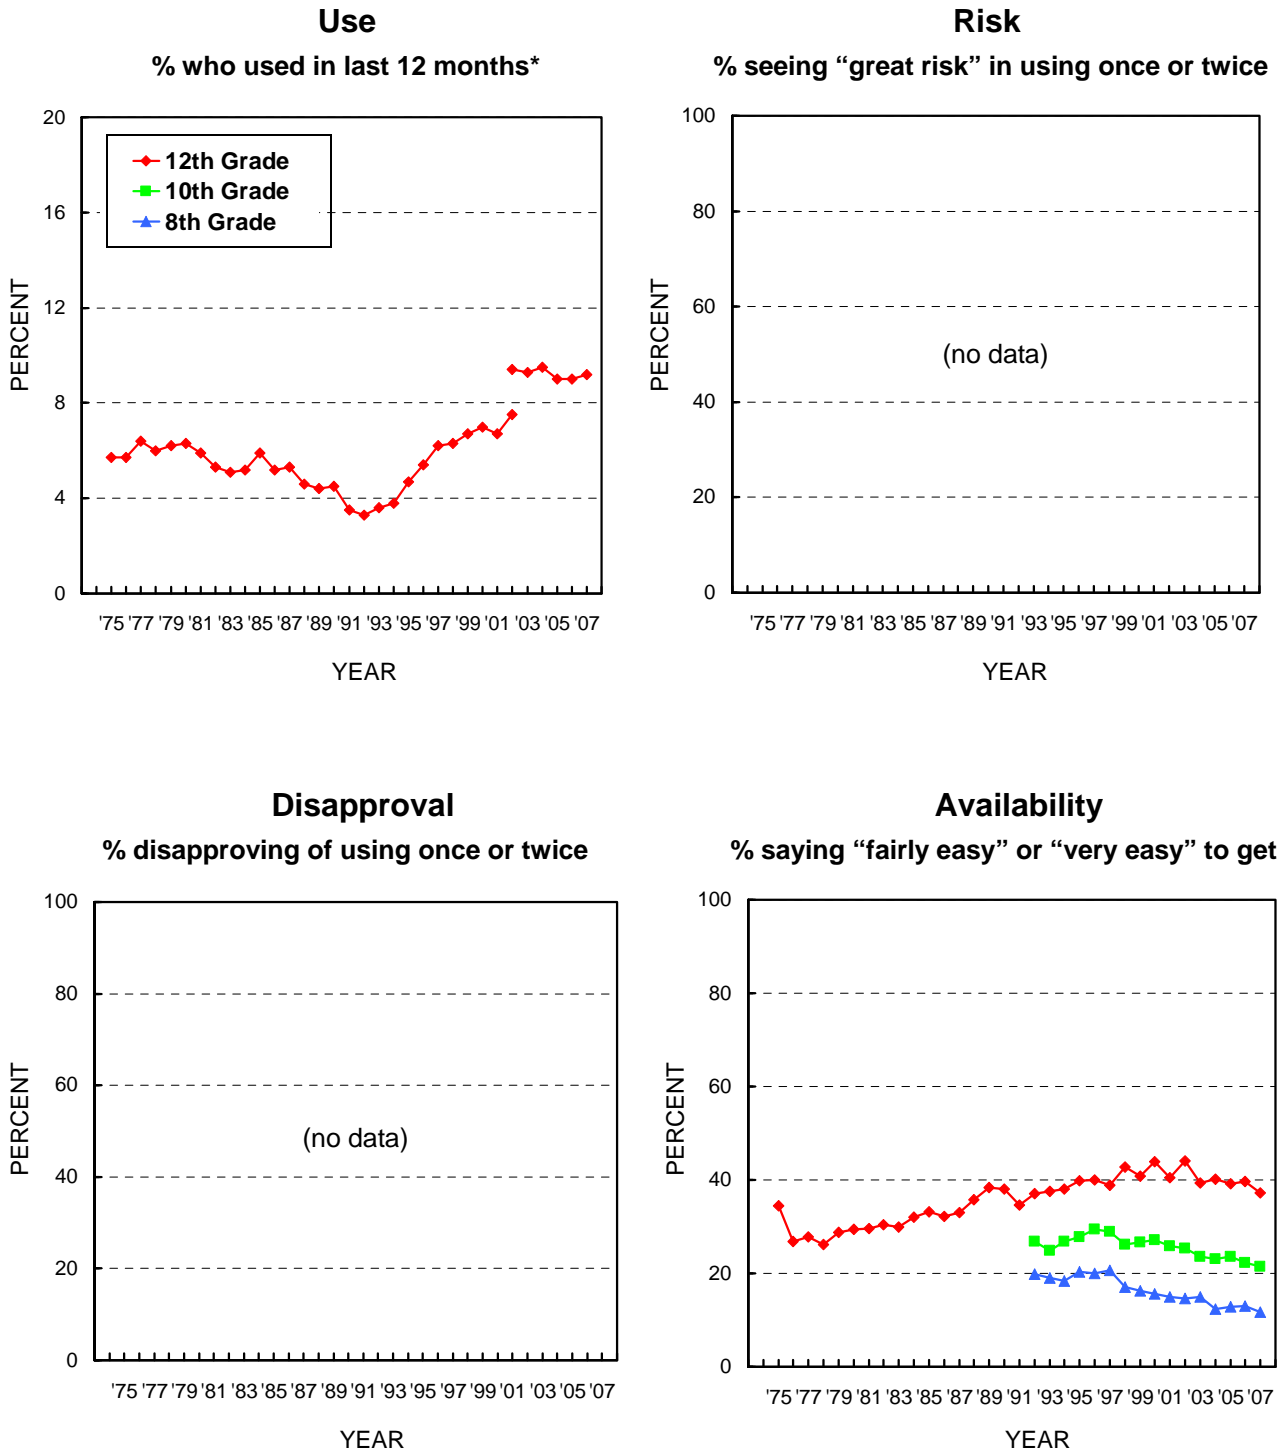 Use
% who used in last 12 months*
20
16
12
8
4
0
PERCENT
12th Grade
10th Grade
8th Grade
'75 '77 '79 '81 '83 '85 '87 '89 '91 '93 '95 '97 '99 '01 '03 '05 '07
YEAR
Risk
% seeing “great risk” in using once or twice
100
80
60
40
20
0
PERCENT
(no data)
'75 '77 '79 '81 '83 '85 '87 '89 '91 '93 '95 '97 '99 '01 '03 '05 '07
YEAR
Disapproval
% disapproving of using once or twice
100
80
60
40
20
0
PERCENT
(no data)
'75 '77 '79 '81 '83 '85 '87 '89 '91 '93 '95 '97 '99 '01 '03 '05 '07
YEAR
Availability
% saying “fairly easy” or “very easy” to get
100
80
60
40
20
0
PERCENT
'75 '77 '79 '81 '83 '85 '87 '89 '91 '93 '95 '97 '99 '01 '03 '05 '07
YEAR